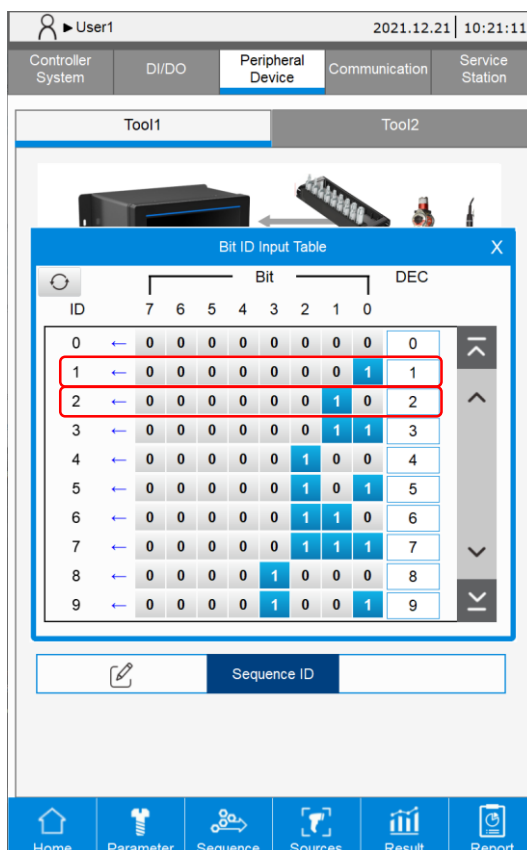 ►User1 2021.12.21 10:21:11
Controller System DI/DO Peripheral Device Communication Service Station
Tool1 Tool2
Bit ID Input Table X
Bit DEC
ID 7 6 5 4 3 2 1 0
0 ← 0 0 0 0 0 0 0 0 0
1 ← 0 0 0 0 0 0 0 1 1
2 ← 0 0 0 0 0 0 1 0 2
3 ← 0 0 0 0 0 0 1 1 3
4 ← 0 0 0 0 0 1 0 0 4
5 ← 0 0 0 0 0 1 0 1 5
6 ← 0 0 0 0 0 1 1 0 6
7 ← 0 0 0 0 0 1 1 1 7
8 ← 0 0 0 0 1 0 0 0 8
9 ← 0 0 0 0 1 0 0 1 9
Sequence ID
Home Parameter Sequence Sources Result Report